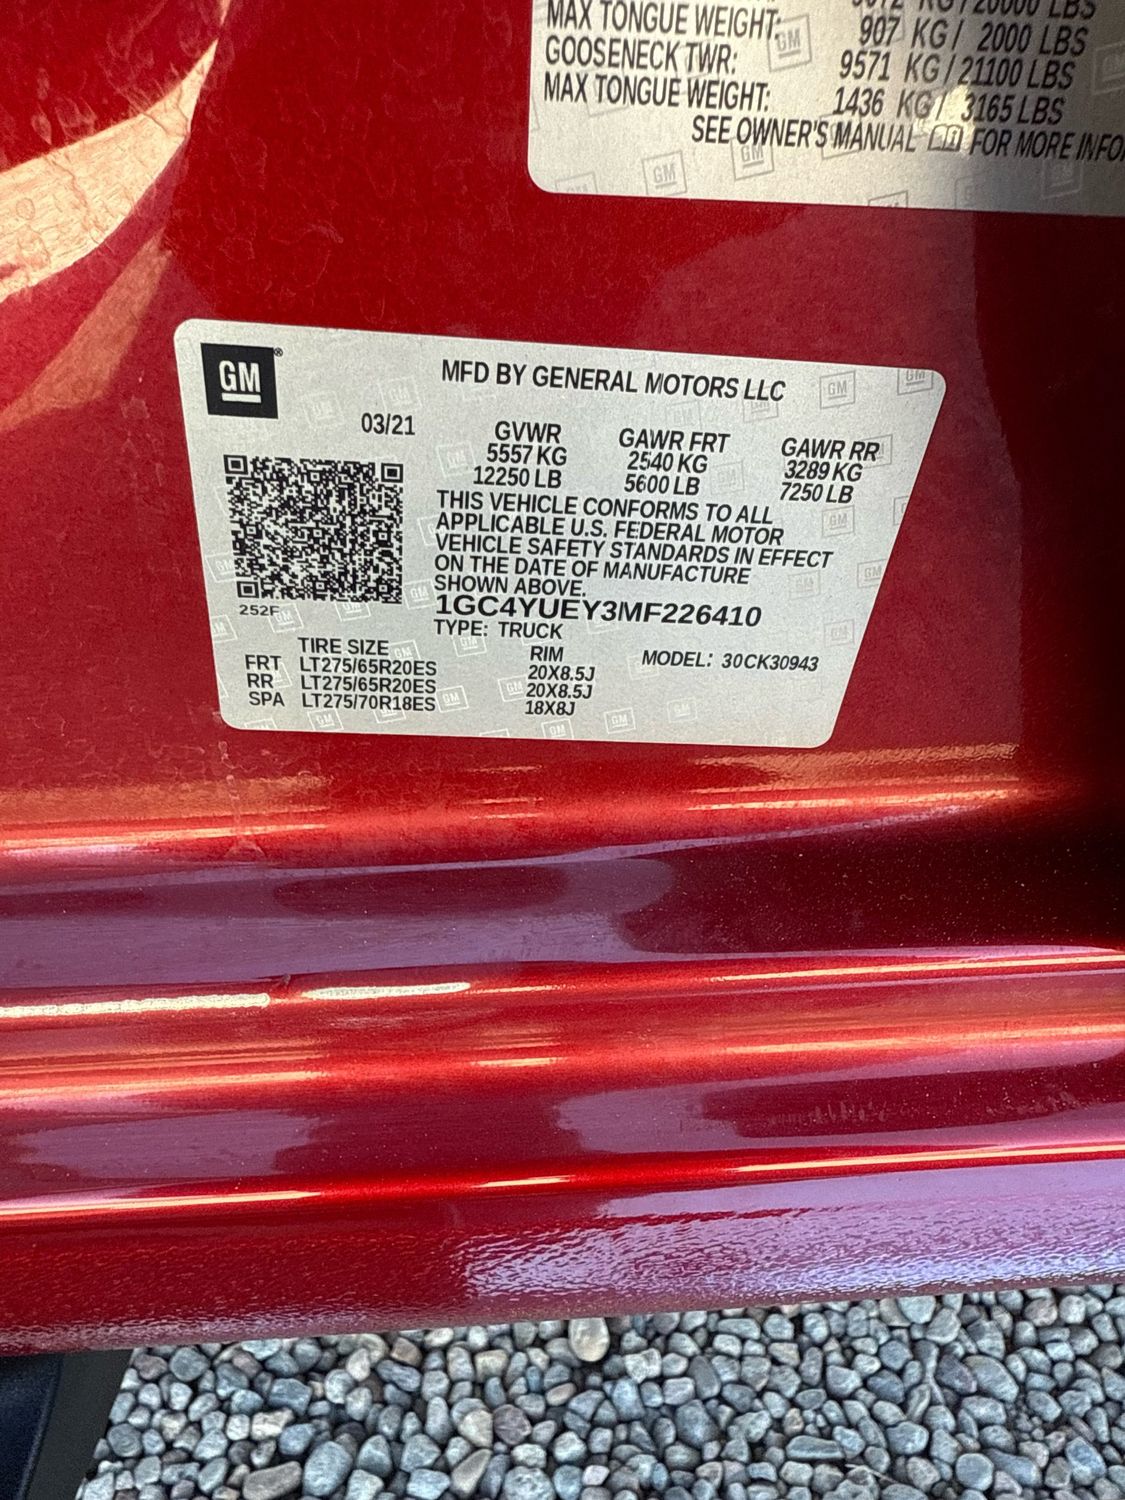 KG / 20000 LBS
MAX TONGUE WEIGHT: 907 KG / 2000 LBS
GOOSENECK TWR: 9571 KG / 21100 LBS
MAX TONGUE WEIGHT: 1436 KG / 3165 LBS
SEE OWNER'S MANUAL FOR MORE INFO
GM
MFD BY GENERAL MOTORS LLC
03/21
GVWR GAWR FRT GAWR RR
5557 KG 2540 KG 3289 KG
12250 LB 5600 LB 7250 LB
THIS VEHICLE CONFORMS TO ALL
APPLICABLE U.S. FEDERAL MOTOR
VEHICLE SAFETY STANDARDS IN EFFECT
ON THE DATE OF MANUFACTURE
SHOWN ABOVE.
252F
1GC4YUEY3MF226410
TYPE: TRUCK
TIRE SIZE RIM MODEL: 30CK30943
FRT LT275/65R20ES 20X8.5J
RR LT275/65R20ES 20X8.5J
SPA LT275/70R18ES 18X8J